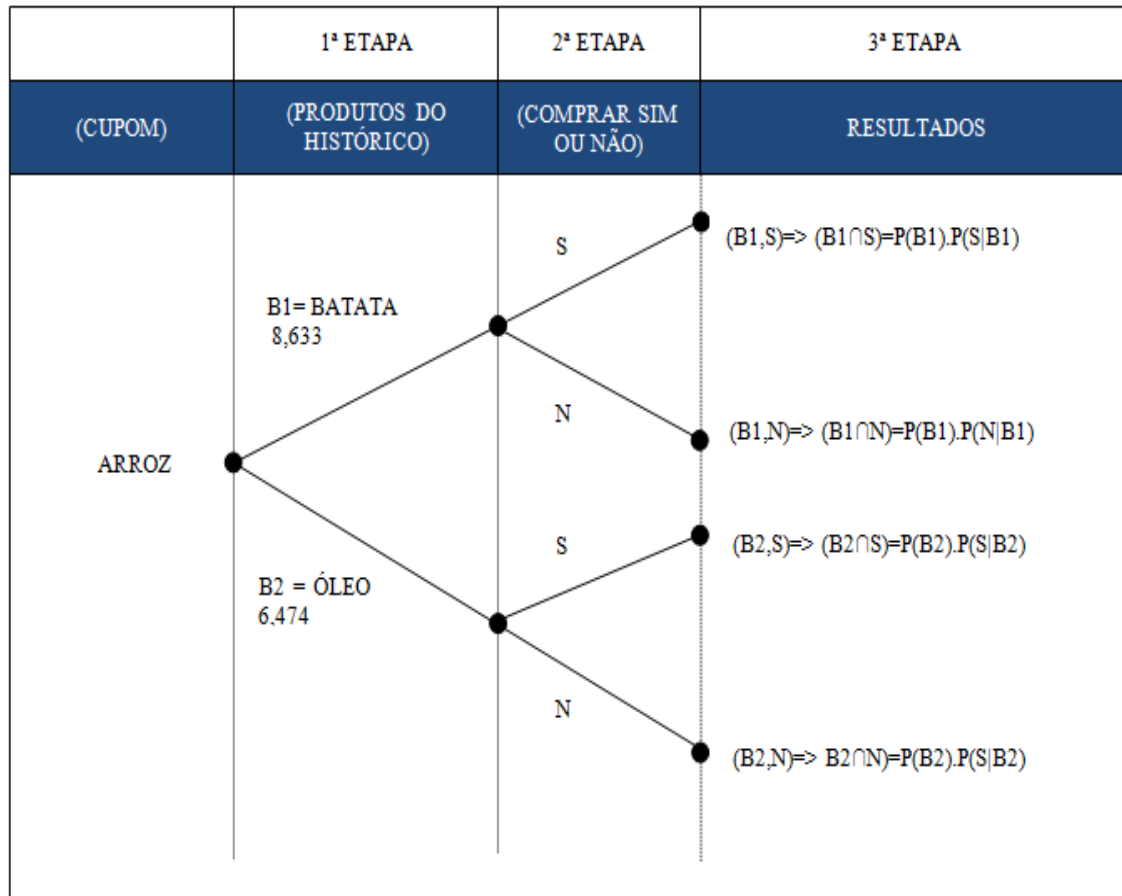 1ª ETAPA
2ª ETAPA
3ª ETAPA
(CUPOM)
(PRODUTOS DO
HISTÓRICO)
(COMPRAR SIM
OU NÃO)
RESULTADOS
S
(B1,S)=> (B1∩S)=P(B1).P(S|B1)
B1= BATATA
8,633
N
(B1,N)=> (B1∩N)=P(B1).P(N|B1)
ARROZ
S
(B2,S)=> (B2∩S)=P(B2).P(S|B2)
B2 = ÓLEO
6,474
N
(B2,N)=> B2∩N)=P(B2).P(S|B2)